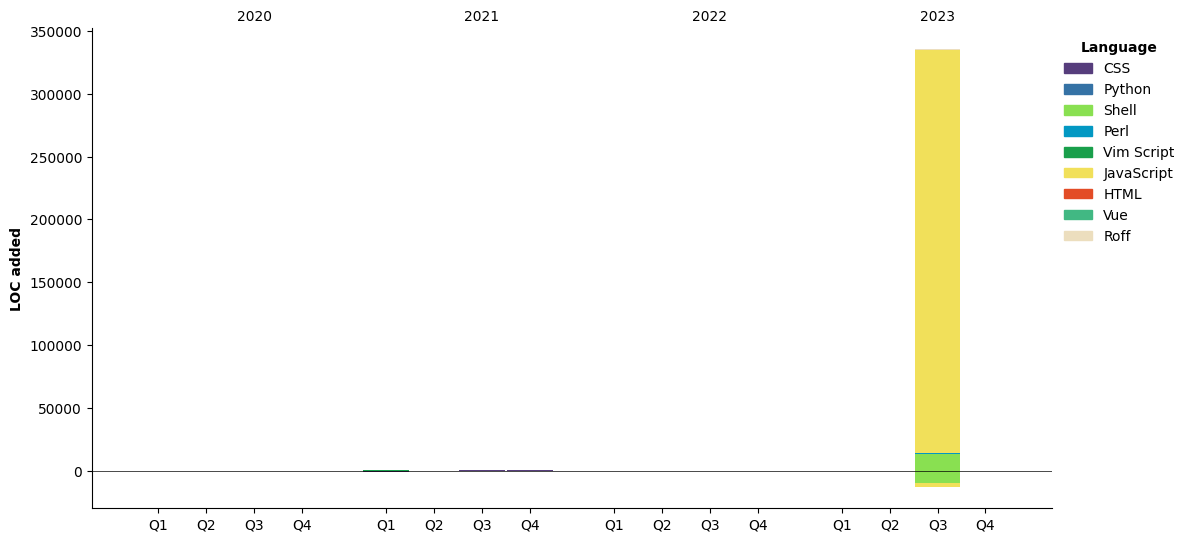 2020 2021 2022 2023
350000
300000
250000
200000
150000
100000
50000
0
LOC added
Q1 Q2 Q3 Q4 Q1 Q2 Q3 Q4 Q1 Q2 Q3 Q4 Q1 Q2 Q3 Q4
Language
CSS
Python
Shell
Perl
Vim Script
JavaScript
HTML
Vue
Roff